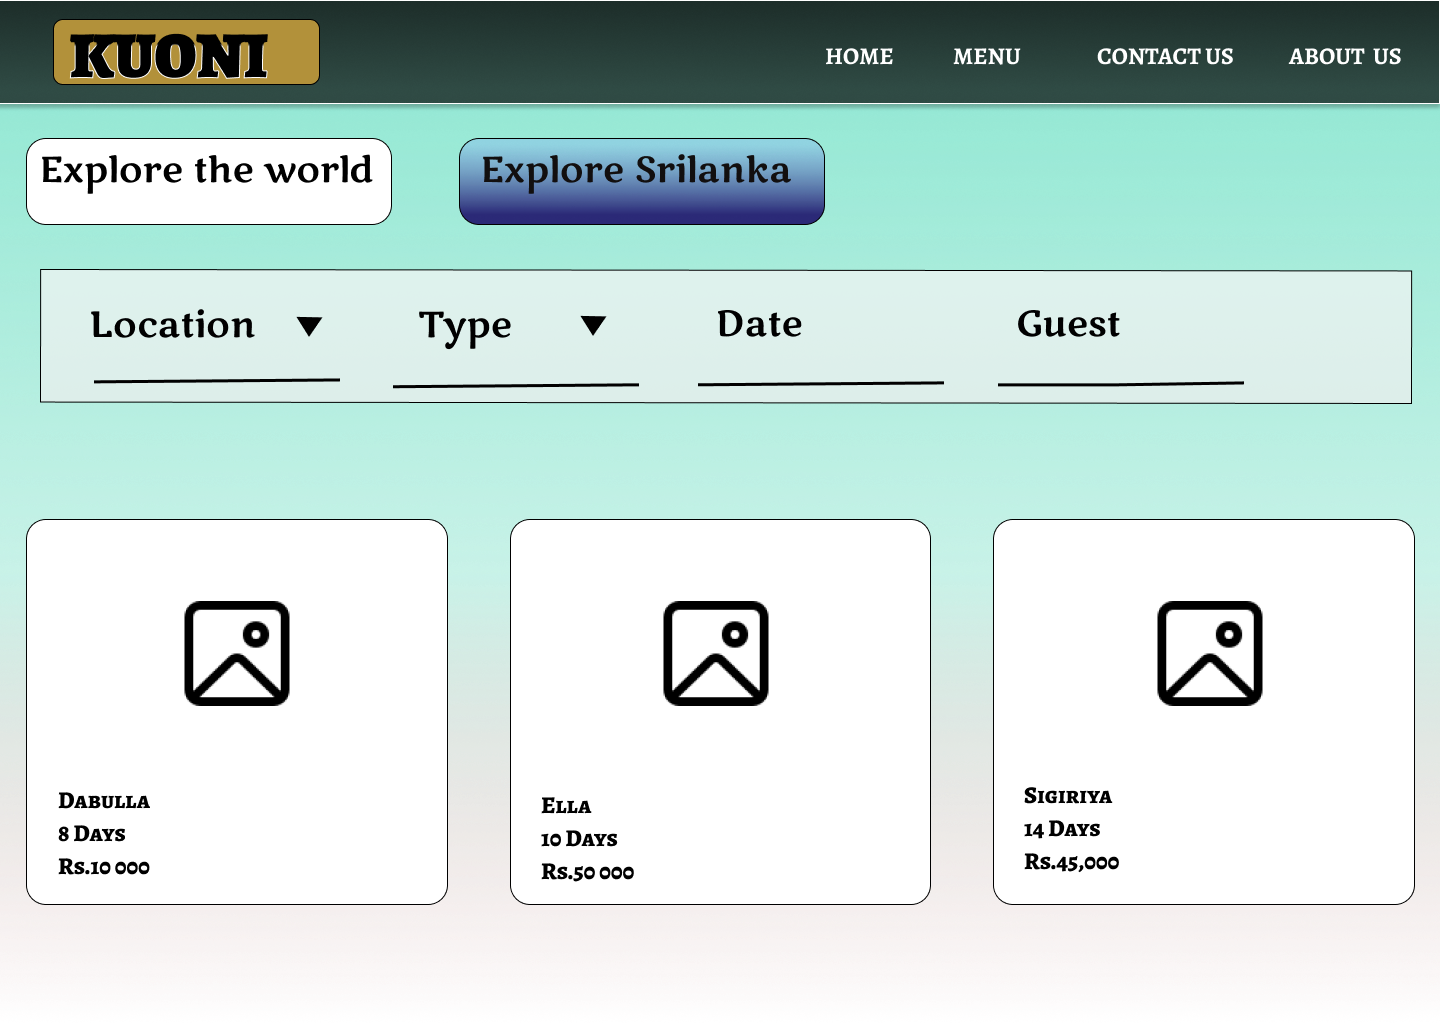 KUONI
HOME MENU CONTACT US ABOUT US
Explore the world
Explore Srilanka
Location Type Date Guest
Dabulla
8 Days
Rs.10 000
Ella
10 Days
Rs.50 000
Sigiriya
14 Days
Rs.45,000